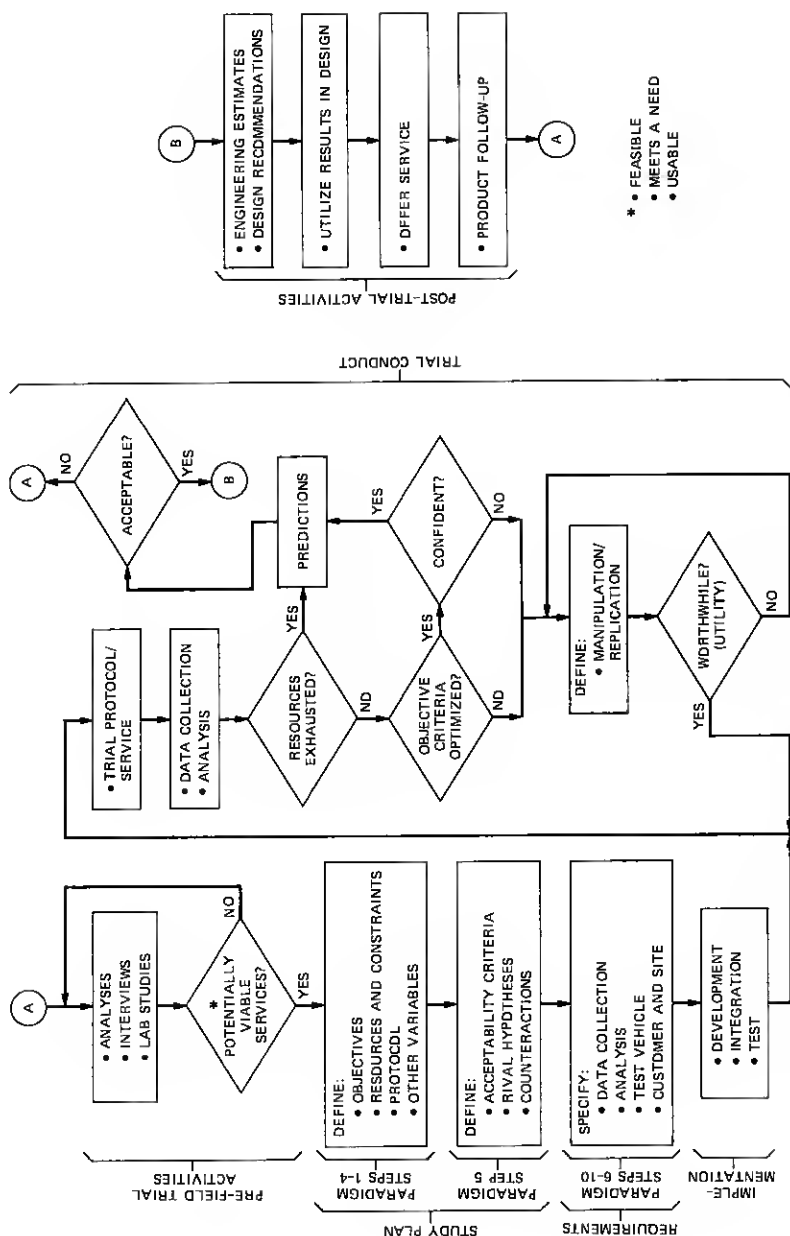 A
• ANALYSES
• INTERVIEWS
• LAB STUDIES
*
POTENTIALLY
VIABLE
SERVICES?
NO
YES
DEFINE:
• OBJECTIVES
• RESOURCES AND CONSTRAINTS
• PROTOCOL
• OTHER VARIABLES
DEFINE:
• ACCEPTABILITY CRITERIA
• RIVAL HYPOTHESES
• COUNTERACTIONS
SPECIFY:
• DATA COLLECTION
• ANALYSIS
• TEST VEHICLE
• CUSTOMER AND SITE
• DEVELOPMENT
• INTEGRATION
• TEST
PRE-FIELD TRIAL
ACTIVITIES
PARADIGM
STEPS 1-4
PARADIGM
STEP 5
STUDY PLAN
PARADIGM
STEPS 6-10
REQUIREMENTS
IMPLE-
MENTATION
• TRIAL PROTOCOL/
SERVICE
• DATA COLLECTION
• ANALYSIS
RESOURCES
EXHAUSTED?
YES
ND
OBJECTIVE
CRITERIA
OPTIMIZED?
YES
ND
CONFIDENT?
YES
NO
PREDICTIONS
ACCEPTABLE?
NO
A
YES
B
DEFINE:
• MANIPULATION/
REPLICATION
WDRTHWHILE?
(UTILITY)
YES
NO
TRIAL CONDUCT
B
• ENGINEERING ESTIMATES
• DESIGN RECDMMENDATIONS
• UTILIZE RESULTS IN DESIGN
• DFFER SERVICE
• PRODUCT FOLLOW-UP
A
POST-TRIAL ACTIVITIES
* • FEASIBLE
• MEETS A NEED
• USABLE